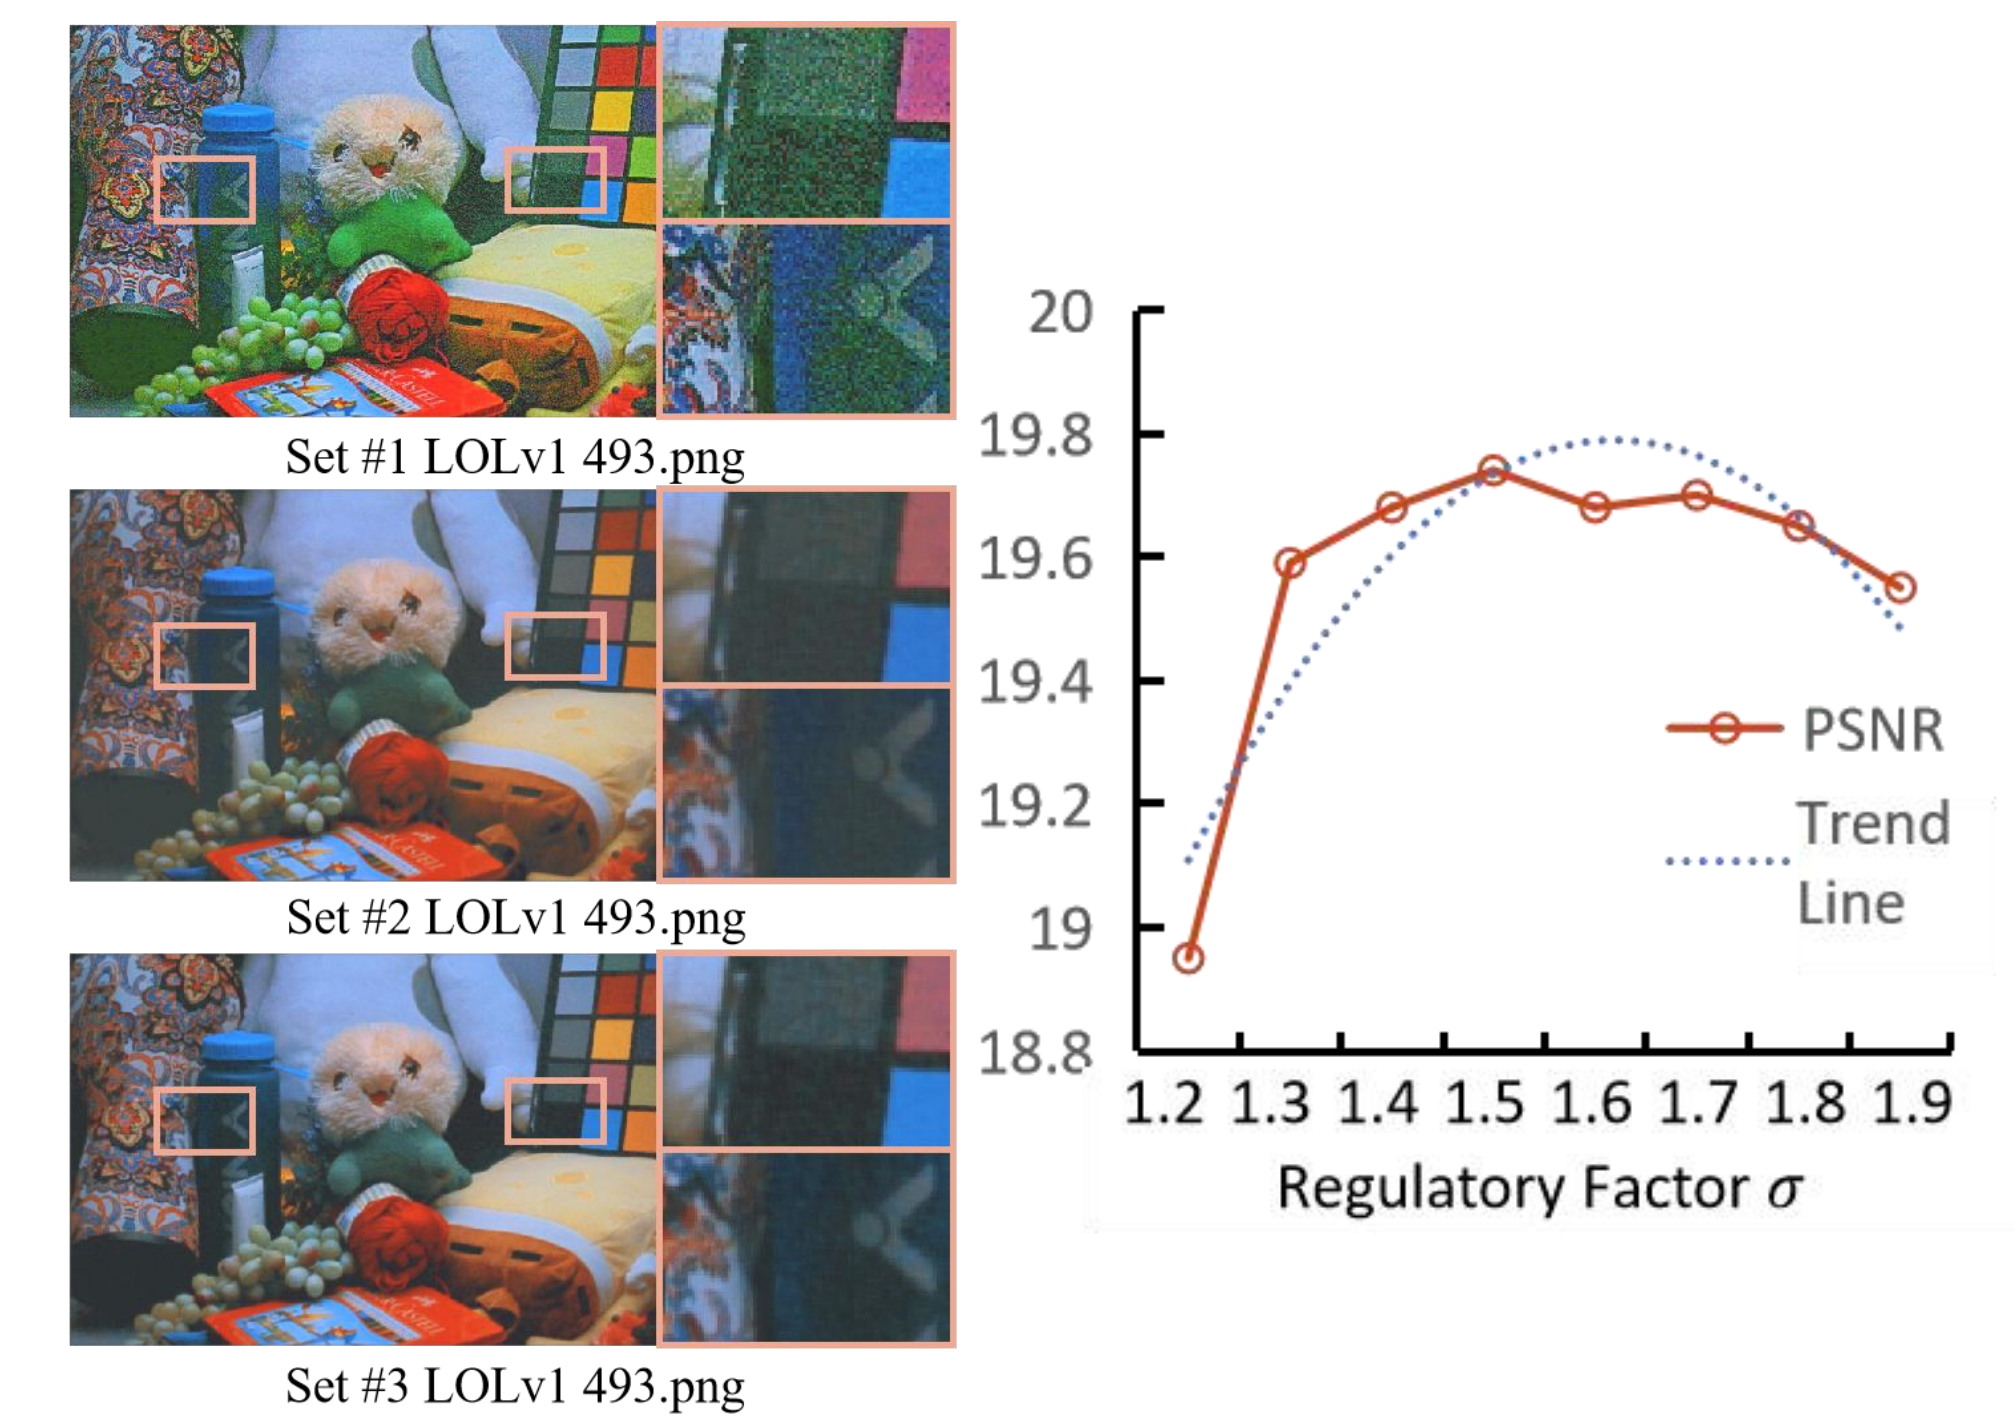 Set #1 LOLv1 493.png
Set #2 LOLv1 493.png
Set #3 LOLv1 493.png
20
19.8
19.6
19.4
19.2
19
18.8
1.2 1.3 1.4 1.5 1.6 1.7 1.8 1.9
Regulatory Factor σ
PSNR
Trend
Line